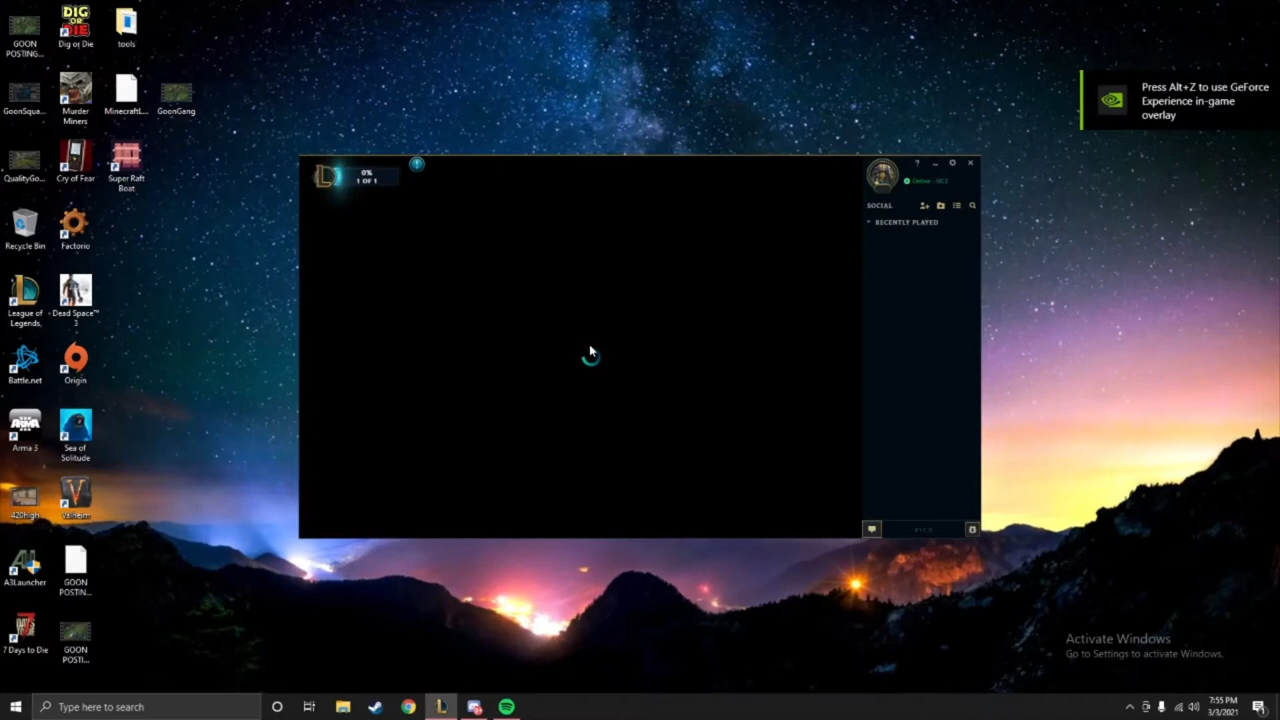 GOON
POSTING...
Dig or Die
tools
GoonSqua...
Murder
Miners
MinecraftL...
GoonGang
QualityGo...
Cry of Fear
Super Raft
Boat
Recycle Bin
Factorio
League of
Legends,
Dead Space™
3
Battle.net
Origin
Arma 3
Sea of
Solitude
420high
Valheim
A3Launcher
GOON
POSTIN...
7 Days to Die
GOON
POSTI...
DIG
OR
DIE
ARMA
0%
1 OF 1
SOCIAL
RECENTLY PLAYED
Press Alt+Z to use GeForce
Experience in-game
overlay
Activate Windows
Go to Settings to activate Windows.
Type here to search
7:55 PM
3/3/2021